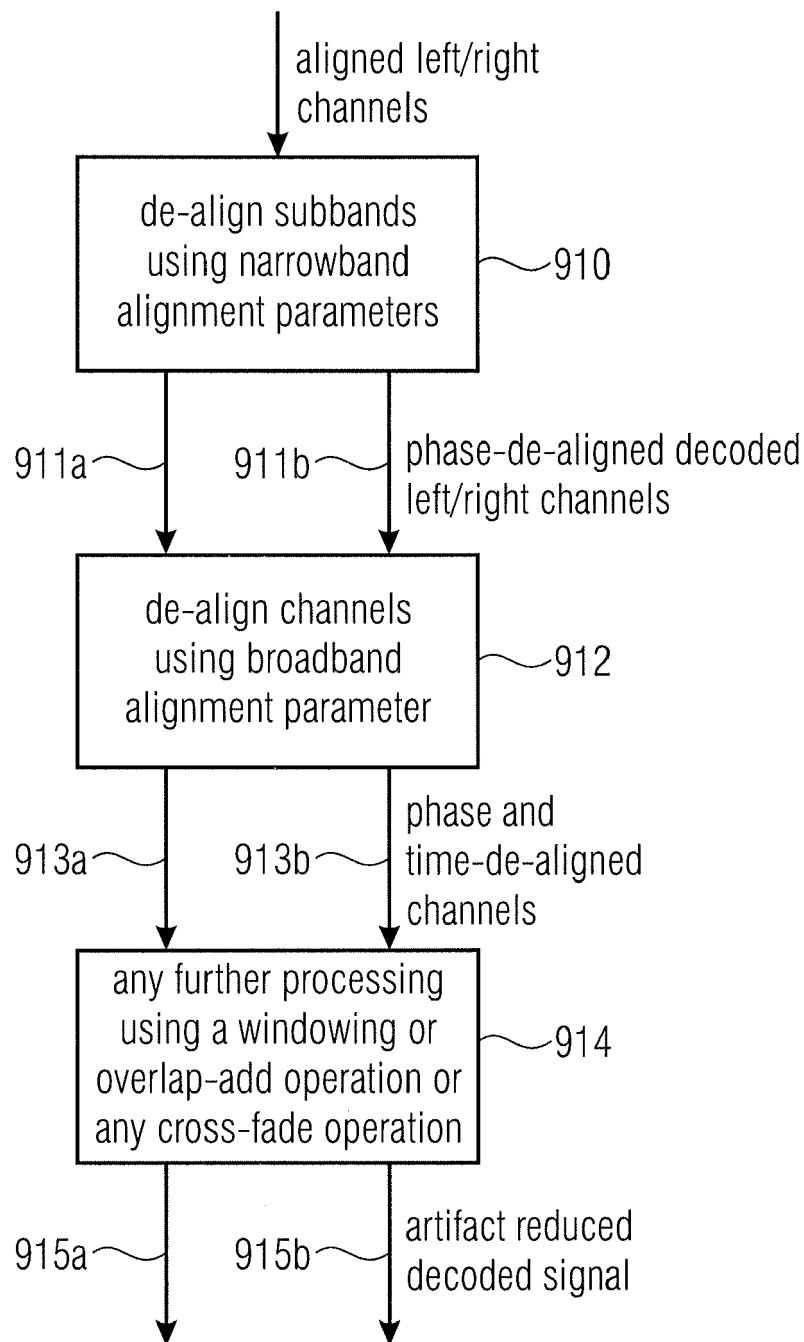 aligned left/right
channels
de-align subbands
using narrowband
alignment parameters
910
911a
911b
phase-de-aligned decoded
left/right channels
de-align channels
using broadband
alignment parameter
912
913a
913b
phase and
time-de-aligned
channels
any further processing
using a windowing or
overlap-add operation or
any cross-fade operation
914
915a
915b
artifact reduced
decoded signal